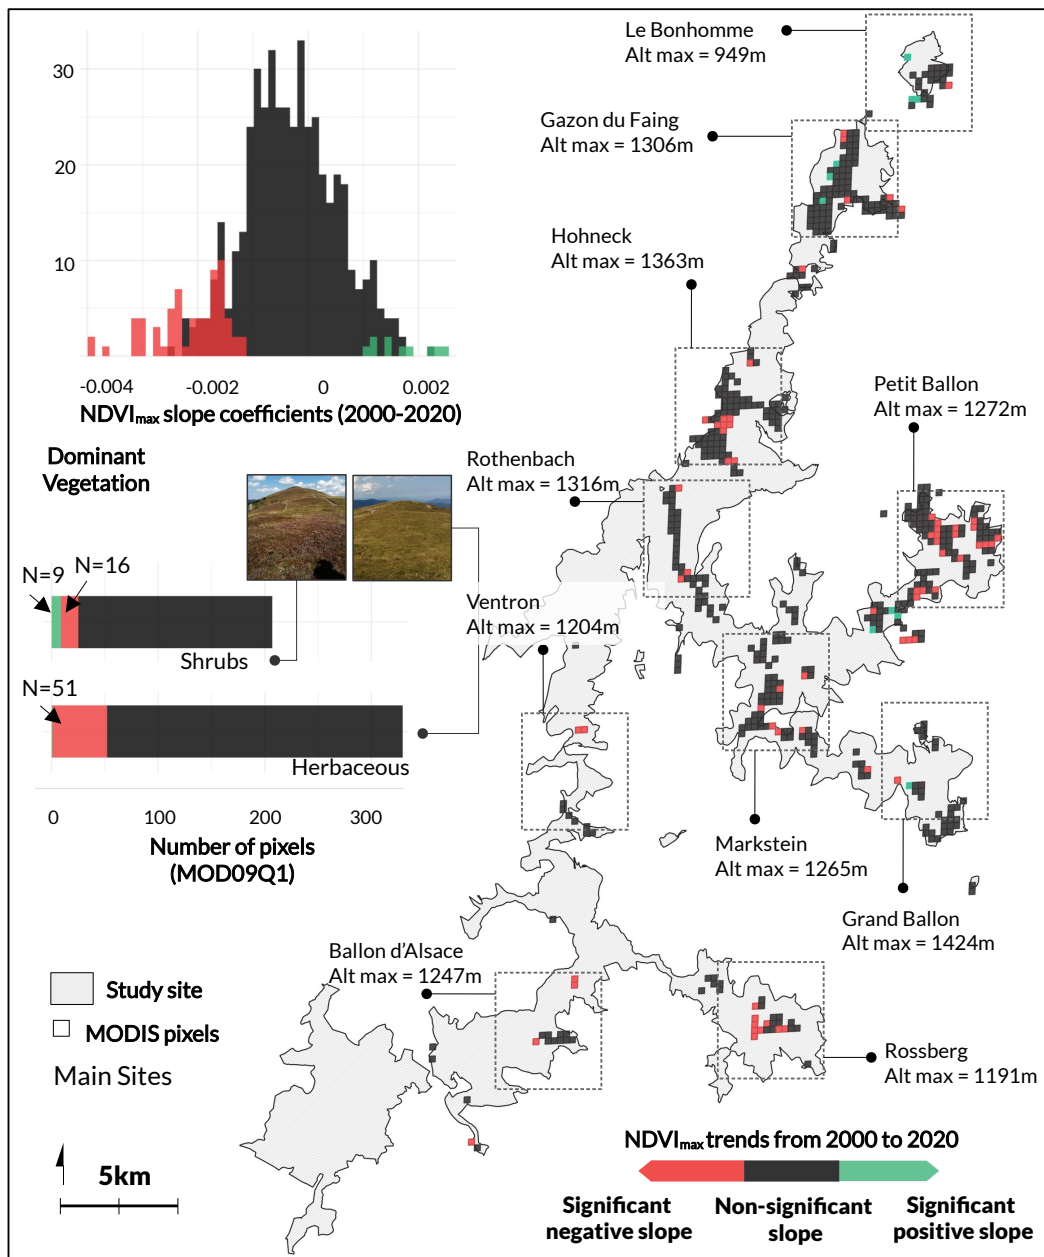 30
20
10
-0.004
-0.002
0
0.002
NDVImax slope coefficients (2000-2020)
Dominant
Vegetation
N=9
N=16
Shrubs
N=51
Herbaceous
0
100
200
300
Number of pixels
(MOD09Q1)
Le Bonhomme
Alt max = 949m
Gazon du Faing
Alt max = 1306m
Hohneck
Alt max = 1363m
Petit Ballon
Alt max = 1272m
Rothenbach
Alt max = 1316m
Ventron
Alt max = 1204m
Markstein
Alt max = 1265m
Grand Ballon
Alt max = 1424m
Ballon d'Alsace
Alt max = 1247m
Rossberg
Alt max = 1191m
Study site
MODIS pixels
Main Sites
5km
NDVImax trends from 2000 to 2020
Significant
negative slope
Non-significant
slope
Significant
positive slope